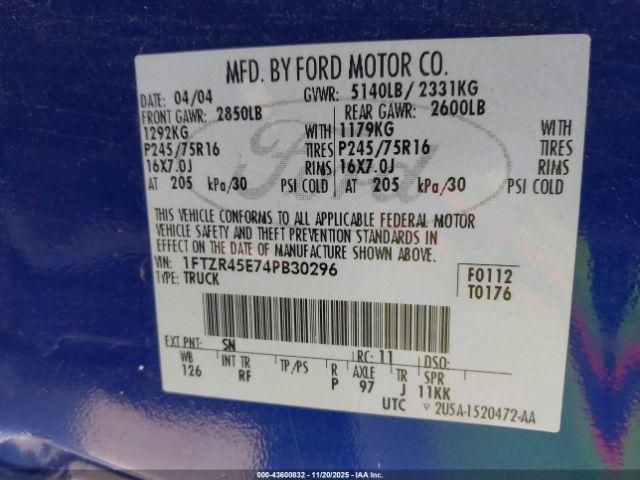 MFD. BY FORD MOTOR CO.
DATE: 04/04 GVWR: 5140LB/ 2331KG
FRONT GAWR: 2850LB REAR GAWR: 2600LB
1292KG WITH 1179KG WITH
P245/75R16 TIRES P245/75R16 TIRES
16X7.0J RIMS 16X7.0J RIMS
AT 205 kPa/30 PSI COLD AT 205 kPa/30 PSI COLD
THIS VEHICLE CONFORMS TO ALL APPLICABLE FEDERAL MOTOR
VEHICLE SAFETY AND THEFT PREVENTION STANDARDS IN
EFFECT ON THE DATE OF MANUFACTURE SHOWN ABOVE.
VIN: 1FTZR45E74PB30296 F0112
TYPE: TRUCK T0176
EXT PNT: SN RC: 11 DSO:
WB INT TR TP/PS R AXLE TR SPR
126 RF P 97 J 11KK
UTC ▽ 2U5A-1520472-AA
Ford
000-43600832 - 11/20/2025 - IAAI.com